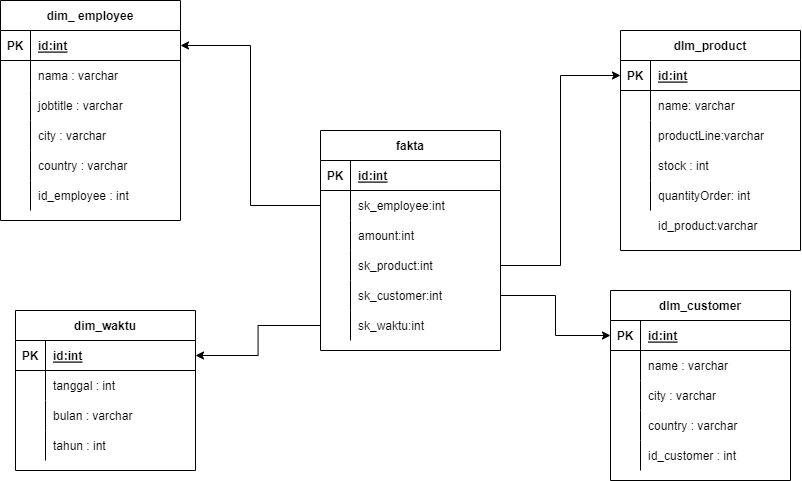 dim_ employee
PK id:int
nama : varchar
jobtitle : varchar
city : varchar
country : varchar
id_employee : int
dIm_product
PK id:int
name: varchar
productLine:varchar
stock : int
quantityOrder: int
id_product:varchar
fakta
PK id:int
sk_employee:int
amount:int
sk_product:int
sk_customer:int
sk_waktu:int
dim_waktu
PK id:int
tanggal : int
bulan : varchar
tahun : int
dIm_customer
PK id:int
name : varchar
city : varchar
country : varchar
id_customer : int